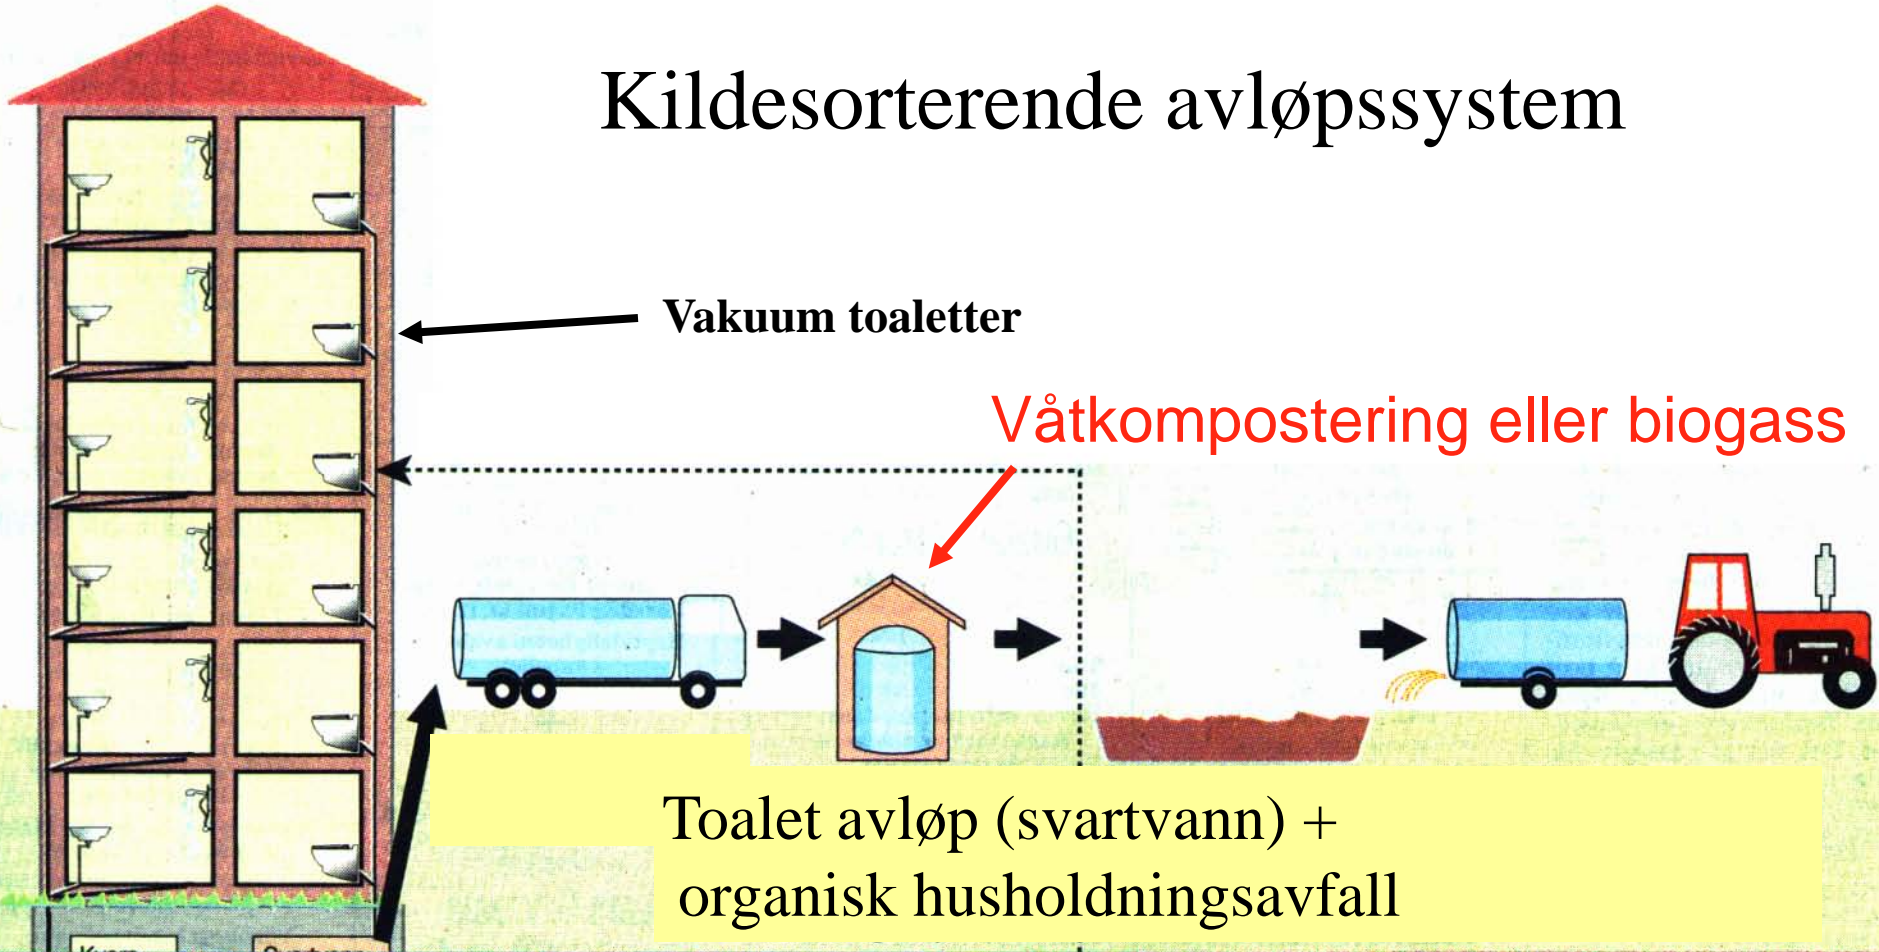 Kildesorterende avløpssystem
Vakuum toaletter
Våtkompostering eller biogass
Toalet avløp (svartvann) +
organisk husholdningsavfall